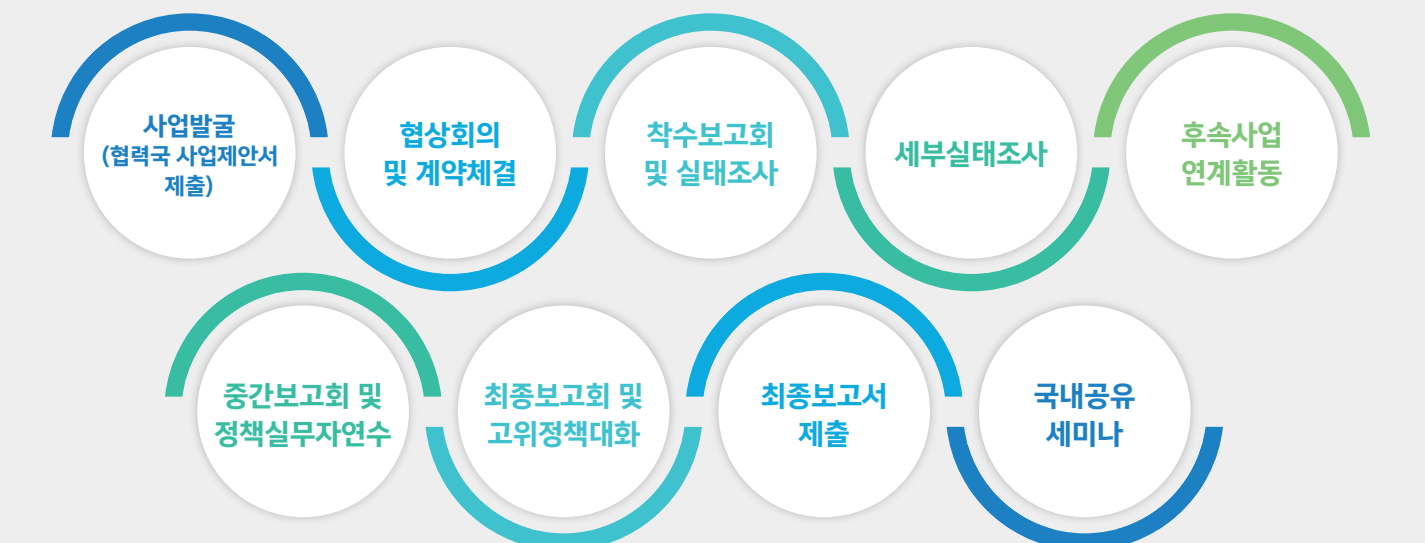 사업발굴
(협력국 사업제안서
제출)
협상회의
및 계약체결
착수보고회
및 실태조사
세부실태조사
후속사업
연계활동
중간보고회 및
정책실무자연수
최종보고회 및
고위정책대화
최종보고서
제출
국내공유
세미나